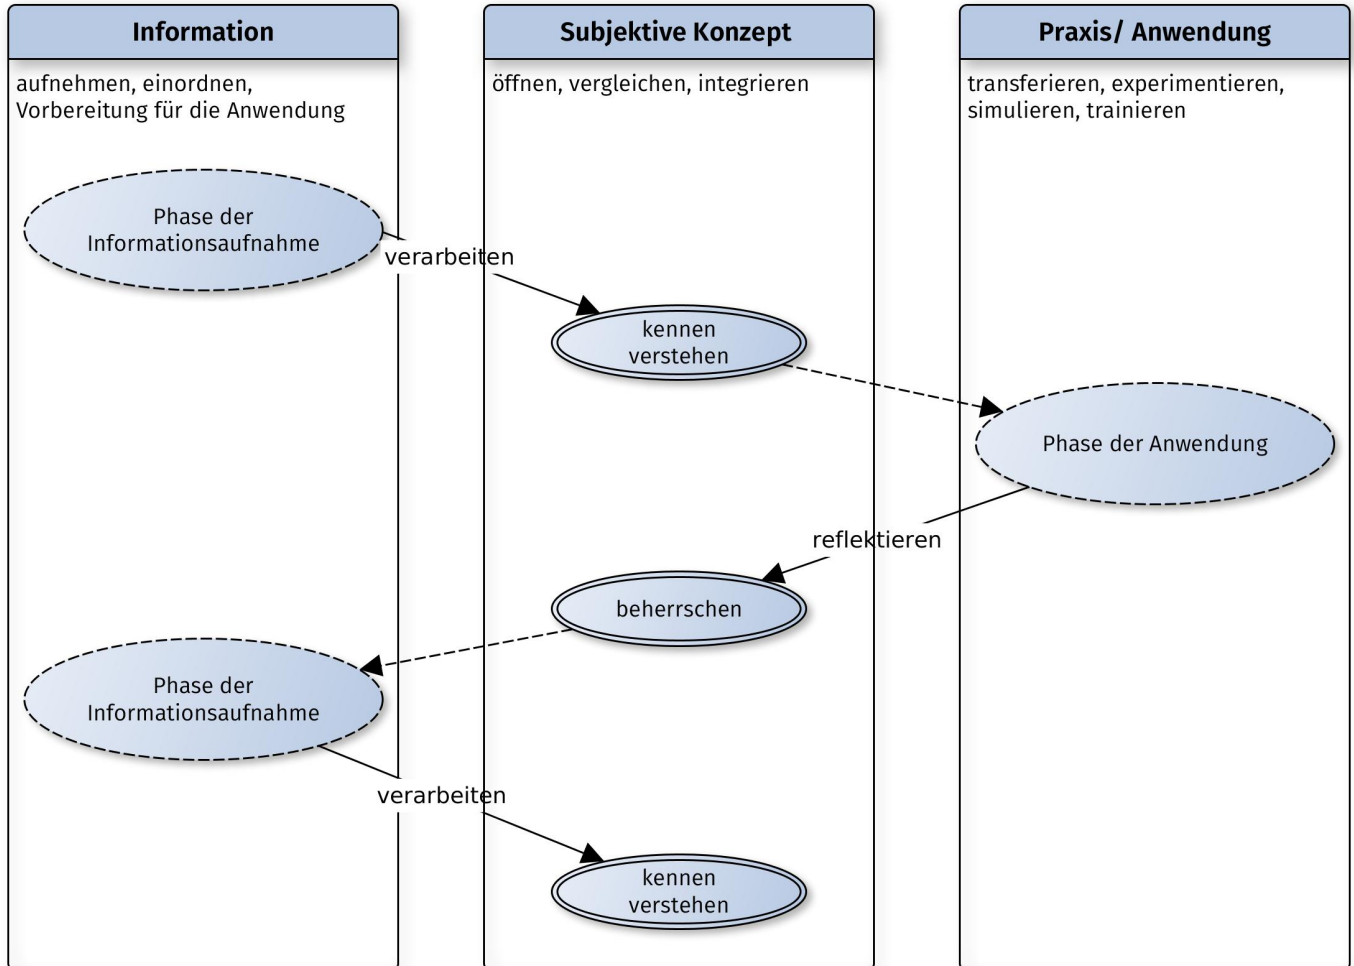 Information
Subjektive Konzept
Praxis/ Anwendung
aufnehmen, einordnen,
Vorbereitung für die Anwendung
öffnen, vergleichen, integrieren
transferieren, experimentieren,
simulieren, trainieren
Phase der
Informationsaufnahme
verarbeiten
kennen
verstehen
Phase der Anwendung
reflektieren
beherrschen
Phase der
Informationsaufnahme
verarbeiten
kennen
verstehen